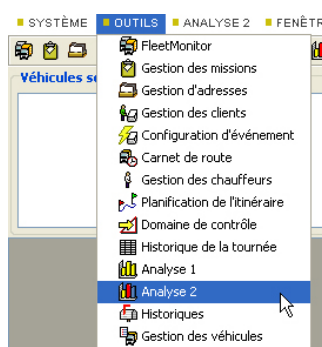 SYSTÈME OUTILS ANALYSE 2 FENÊTR
Véhicules s
FleetMonitor
Gestion des missions
Gestion d'adresses
Gestion des clients
Configuration d'événement
Carnet de route
Gestion des chauffeurs
Planification de l'itinéraire
Domaine de contrôle
Historique de la tournée
Analyse 1
Analyse 2
Historiques
Gestion des véhicules